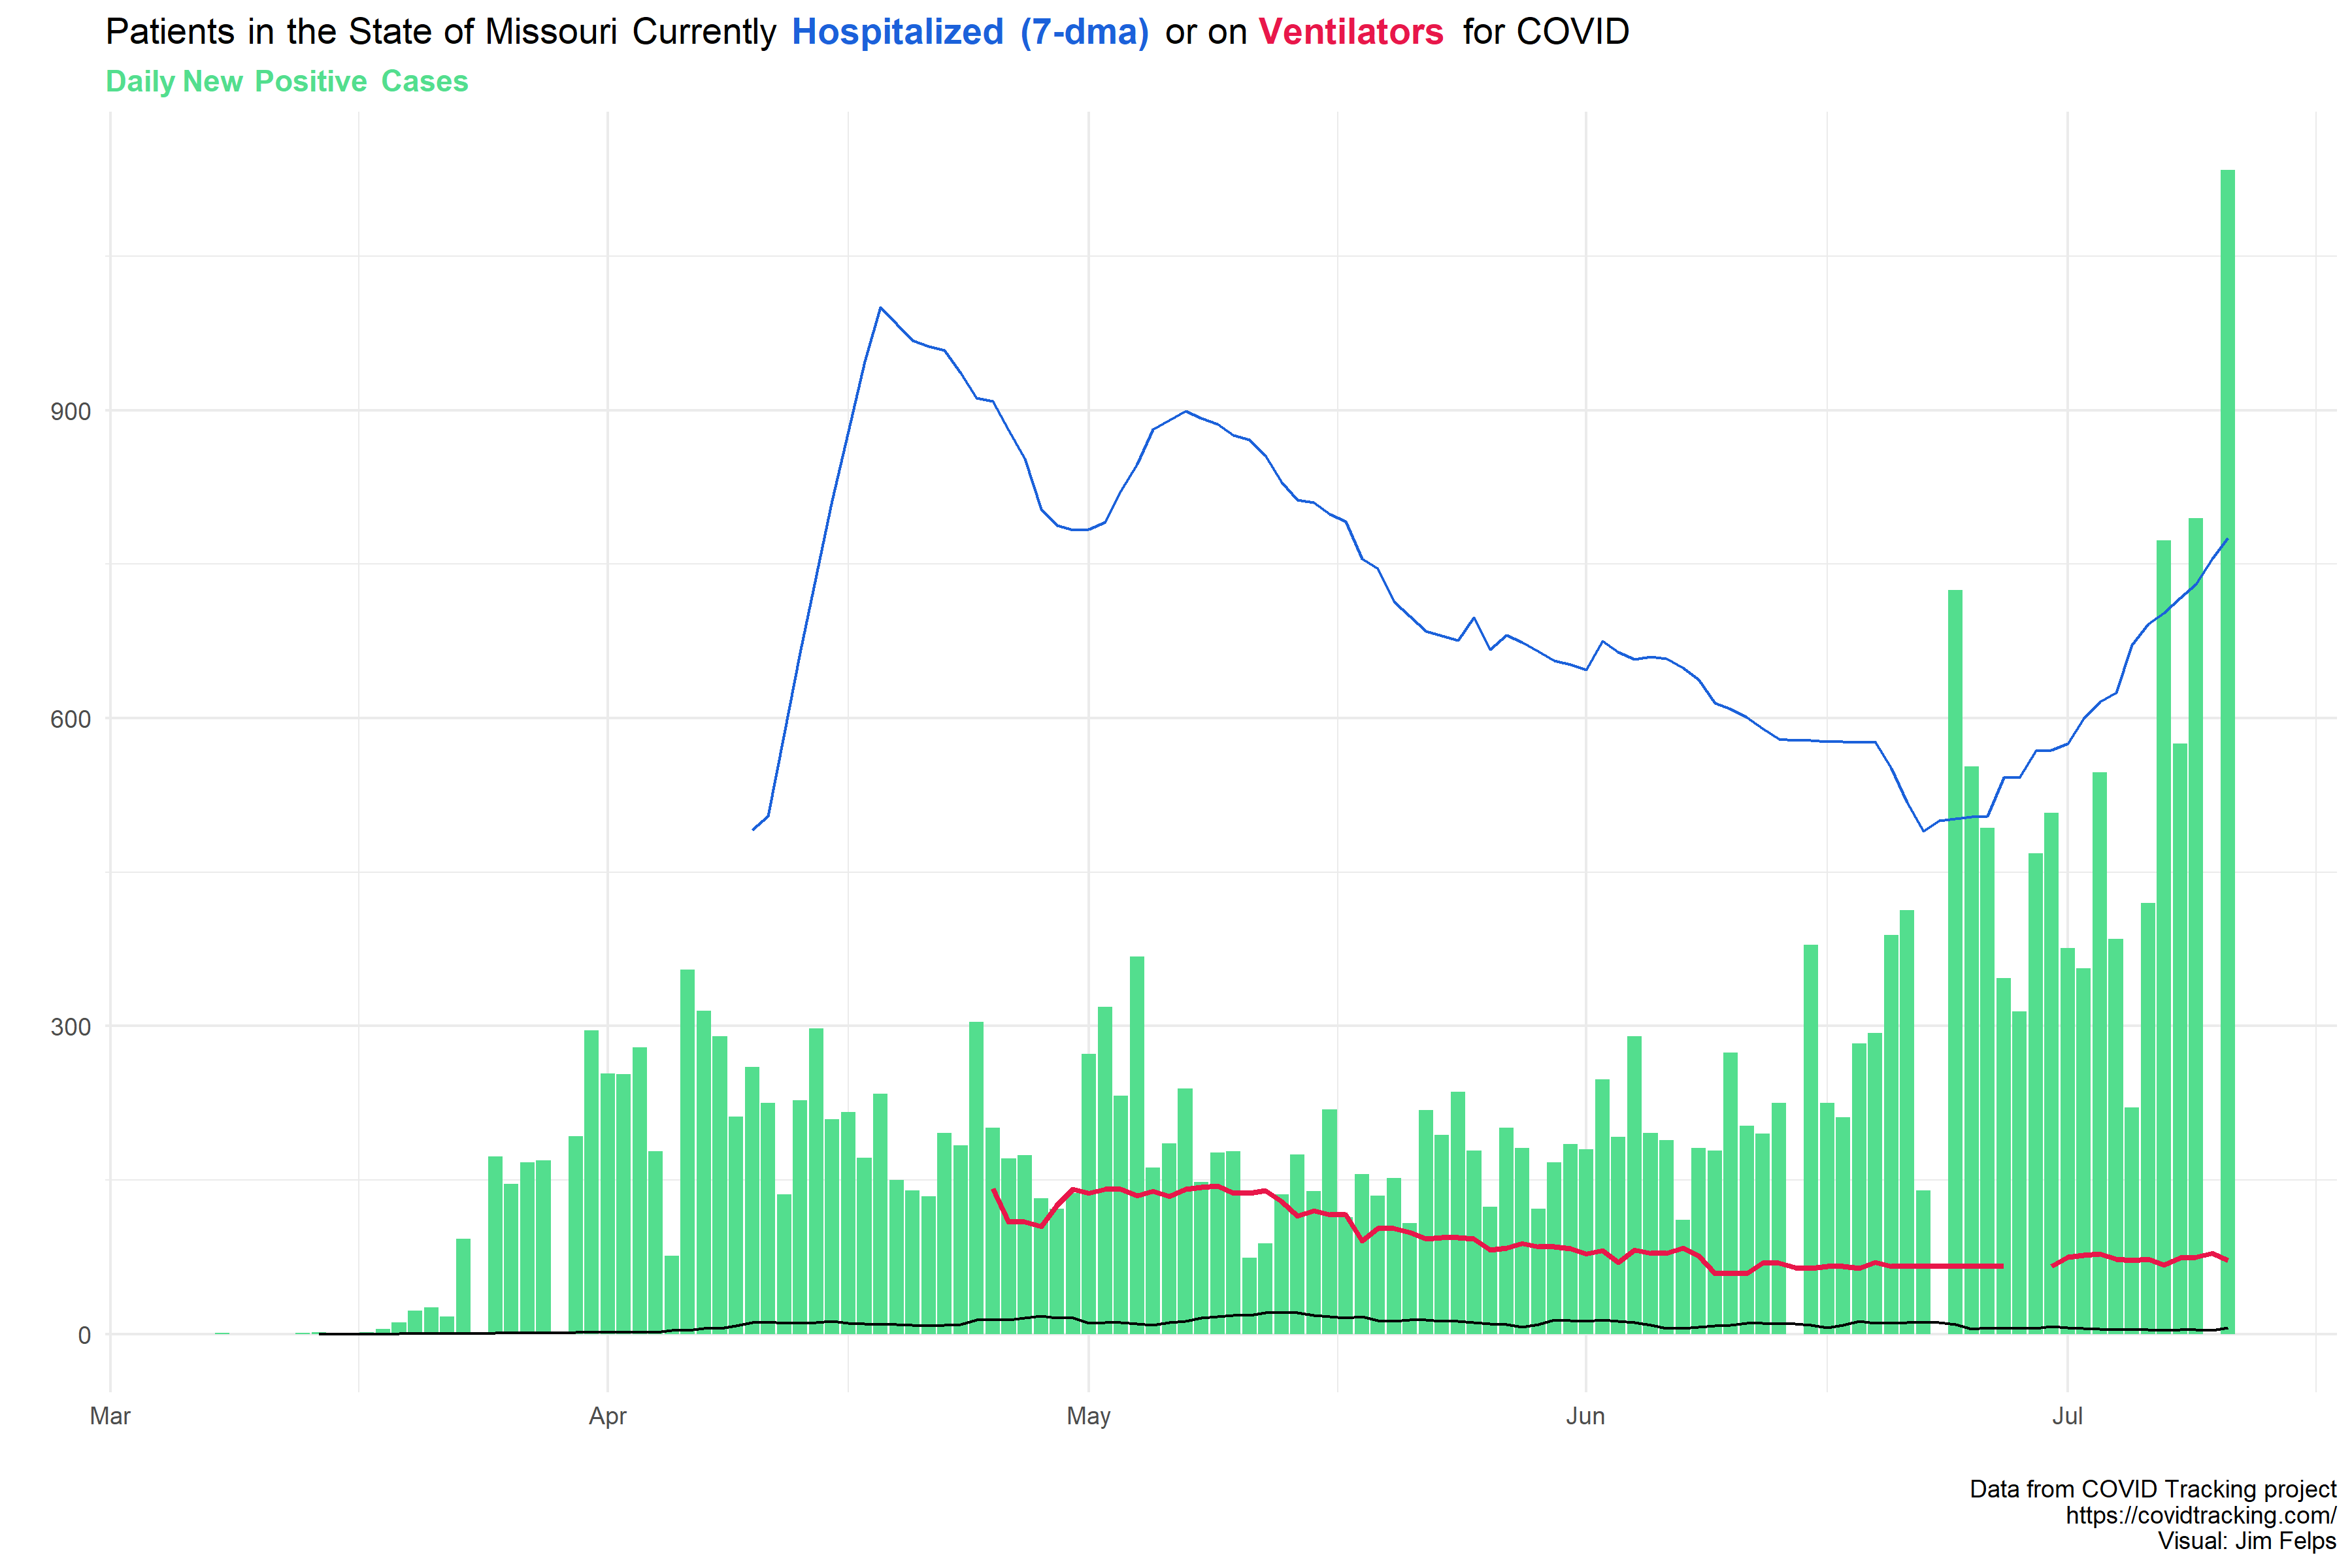 Patients in the State of Missouri Currently Hospitalized (7-dma) or on Ventilators for COVID
Daily New Positive Cases
900
600
300
0
Mar Apr May Jun Jul
Data from COVID Tracking project
https://covidtracking.com/
Visual: Jim Felps